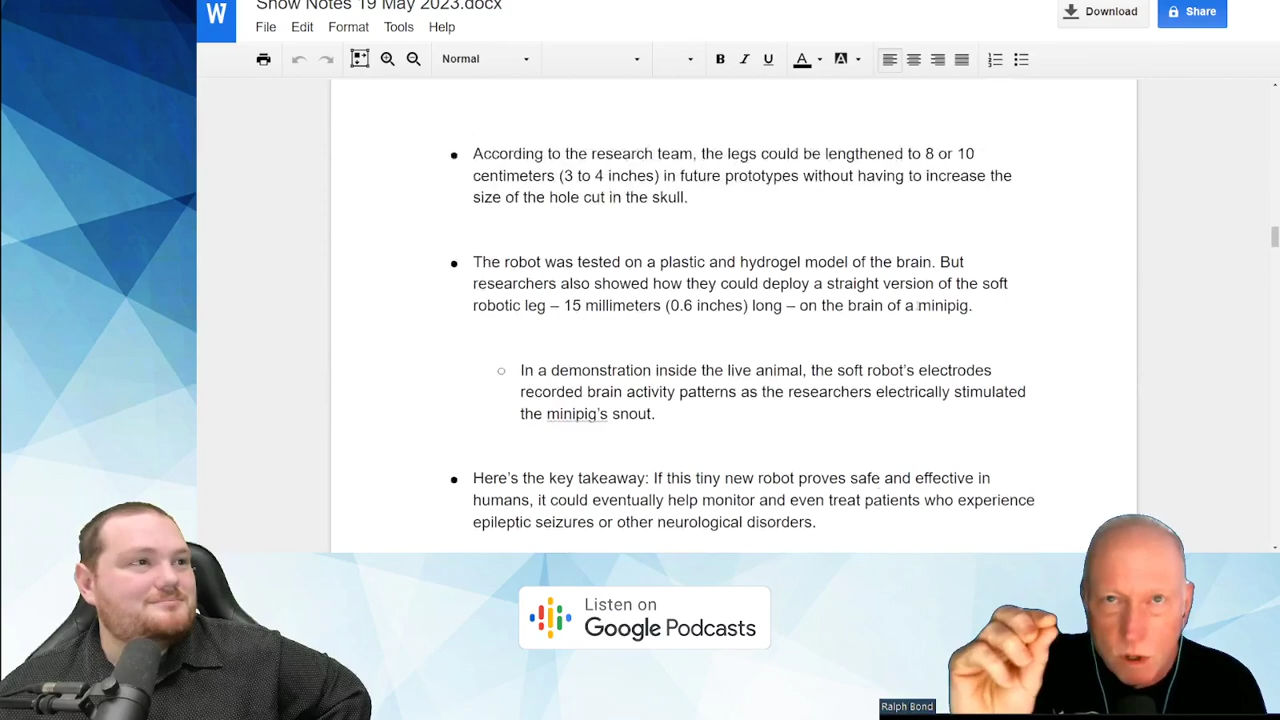 Show Notes 19 May 2023.docx
W
File Edit Format Tools Help
Download
Share
Normal
B I U A A
• According to the research team, the legs could be lengthened to 8 or 10
centimeters (3 to 4 inches) in future prototypes without having to increase the
size of the hole cut in the skull.
• The robot was tested on a plastic and hydrogel model of the brain. But
researchers also showed how they could deploy a straight version of the soft
robotic leg – 15 millimeters (0.6 inches) long – on the brain of a minipig.
○ In a demonstration inside the live animal, the soft robot's electrodes
recorded brain activity patterns as the researchers electrically stimulated
the minipig's snout.
• Here's the key takeaway: If this tiny new robot proves safe and effective in
humans, it could eventually help monitor and even treat patients who experience
epileptic seizures or other neurological disorders.
Listen on
Google Podcasts
Ralph Bond